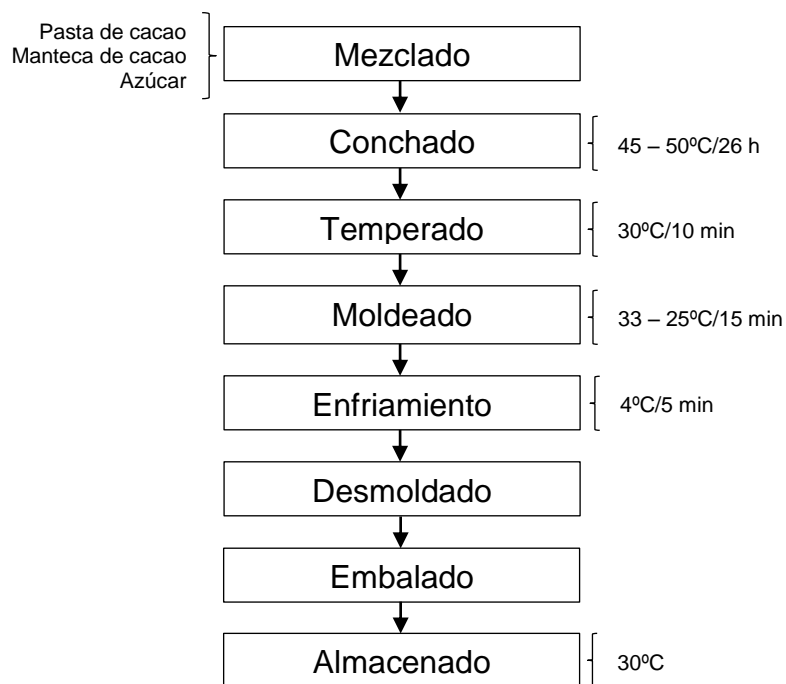 Pasta de cacao
Manteca de cacao
Azúcar
Mezclado
Conchado
45 – 50ºC/26 h
Temperado
30ºC/10 min
Moldeado
33 – 25ºC/15 min
Enfriamiento
4ºC/5 min
Desmoldado
Embalado
Almacenado
30ºC